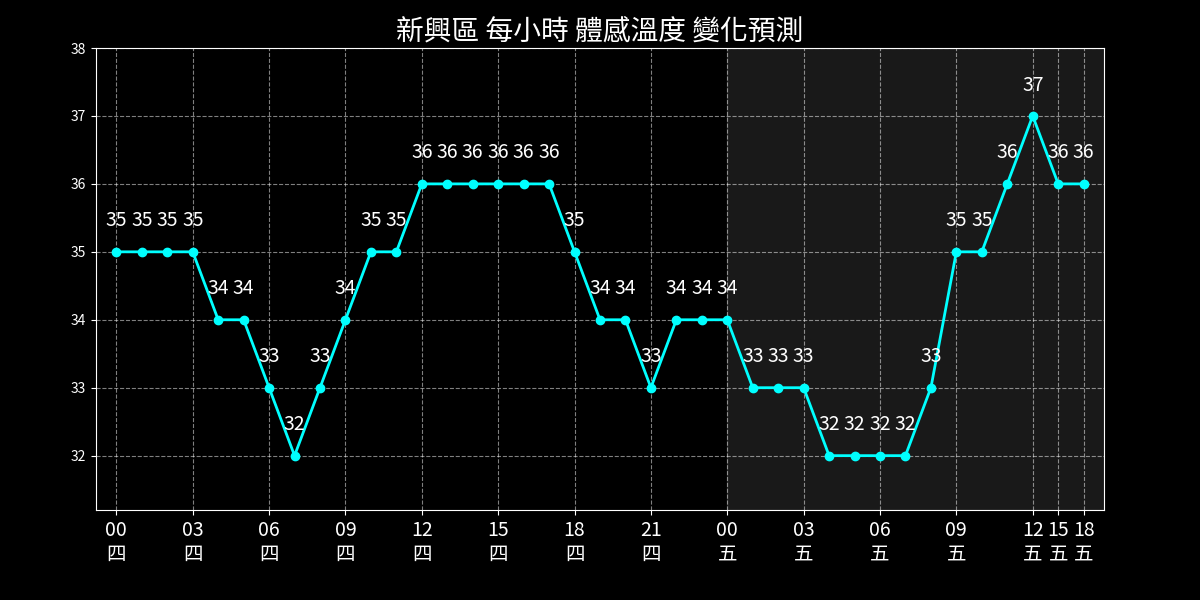 新興區 每小時 體感溫度 變化預測
38
37
37
36 36 36 36 36 36 36 36 36
36
35 35 35 35 35 35 35 35 35
35
34 34 34 34 34 34 34 34
34
33 33 33 33 33 33 33
33
32 32 32 32 32
32
00 03 06 09 12 15 18 21 00 03 06 09 12 15 18
四 四 四 四 四 四 四 四 五 五 五 五 五 五 五